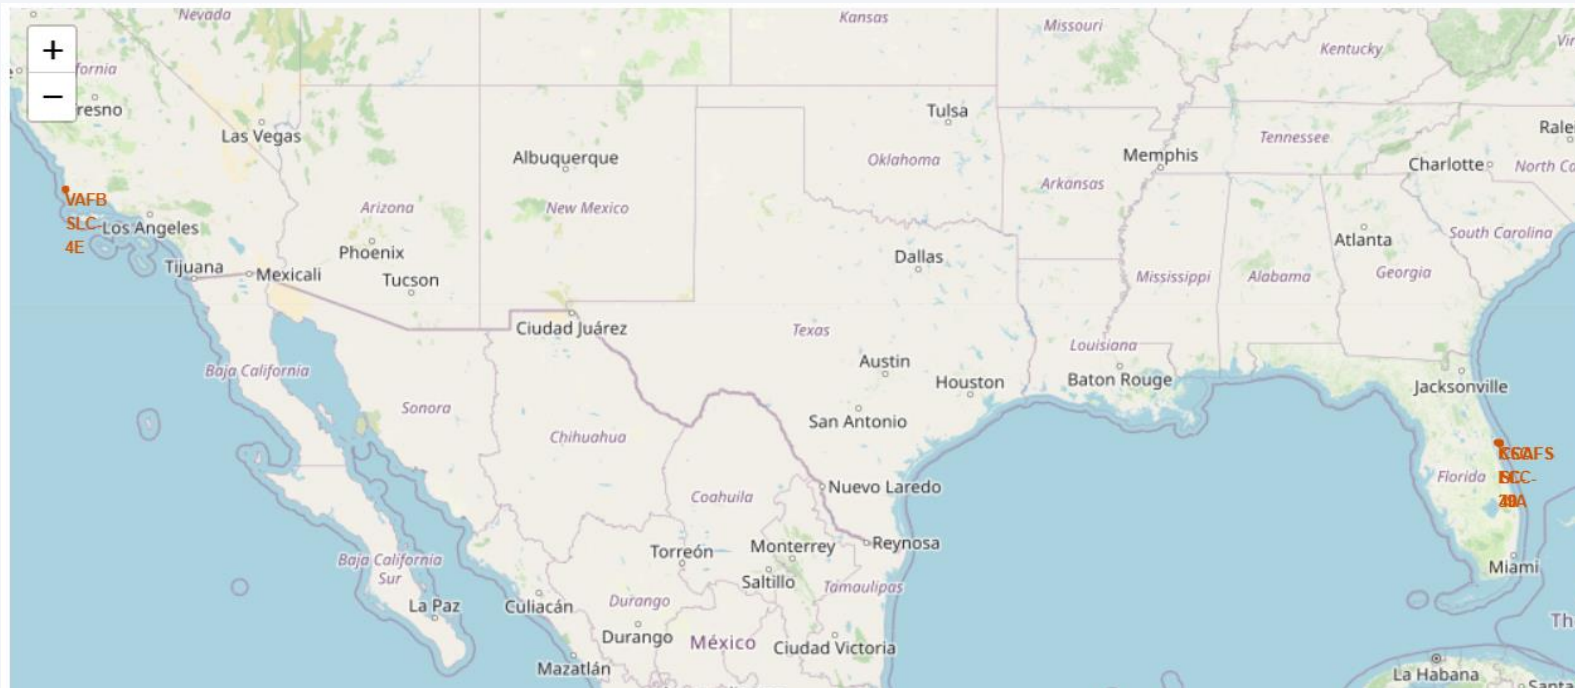 Nevada
Kansas
Missouri
Kentucky
+
fornia
−
resno
Las Vegas
Tulsa
Tennessee
Albuquerque
Oklahoma
Memphis
Charlotte
North Ca
Arkansas
VAFB
SLC-
4E
Los Angeles
Arizona
New Mexico
Phoenix
Atlanta
South Carolina
Tijuana
Mexicali
Tucson
Dallas
Mississippi
Alabama
Georgia
Ciudad Juárez
Texas
Louisiana
Baja California
Austin
Houston
Baton Rouge
Jacksonville
Sonora
San Antonio
Chihuahua
Florida
Coahuila
Nuevo Laredo
Torreón
Monterrey
Reynosa
Baja California
Sur
Saltillo
Tamaulipas
Miami
La Paz
Culiacán
Durango
Durango
México
Ciudad Victoria
Mazatlán
La Habana